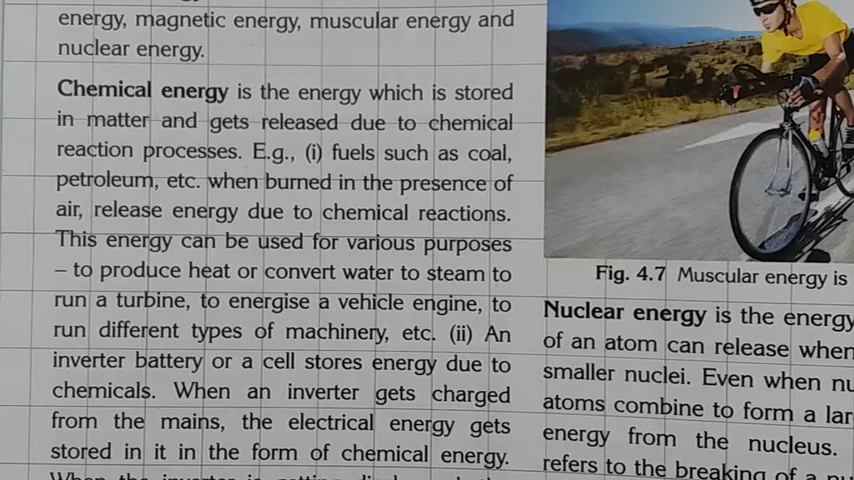 energy, magnetic energy, muscular energy and
nuclear energy.
Chemical energy is the energy which is stored
in matter and gets released due to chemical
reaction processes. E.g., (i) fuels such as coal,
petroleum, etc. when burned in the presence of
air, release energy due to chemical reactions.
This energy can be used for various purposes
– to produce heat or convert water to steam to
run a turbine, to energise a vehicle engine, to
run different types of machinery, etc. (ii) An
inverter battery or a cell stores energy due to
chemicals. When an inverter gets charged
from the mains, the electrical energy gets
stored in it in the form of chemical energy.
Fig. 4.7 Muscular energy is
Nuclear energy is the energy
of an atom can release when
smaller nuclei. Even when nu
atoms combine to form a lar
energy from the nucleus.
refers to the breaking of a nu